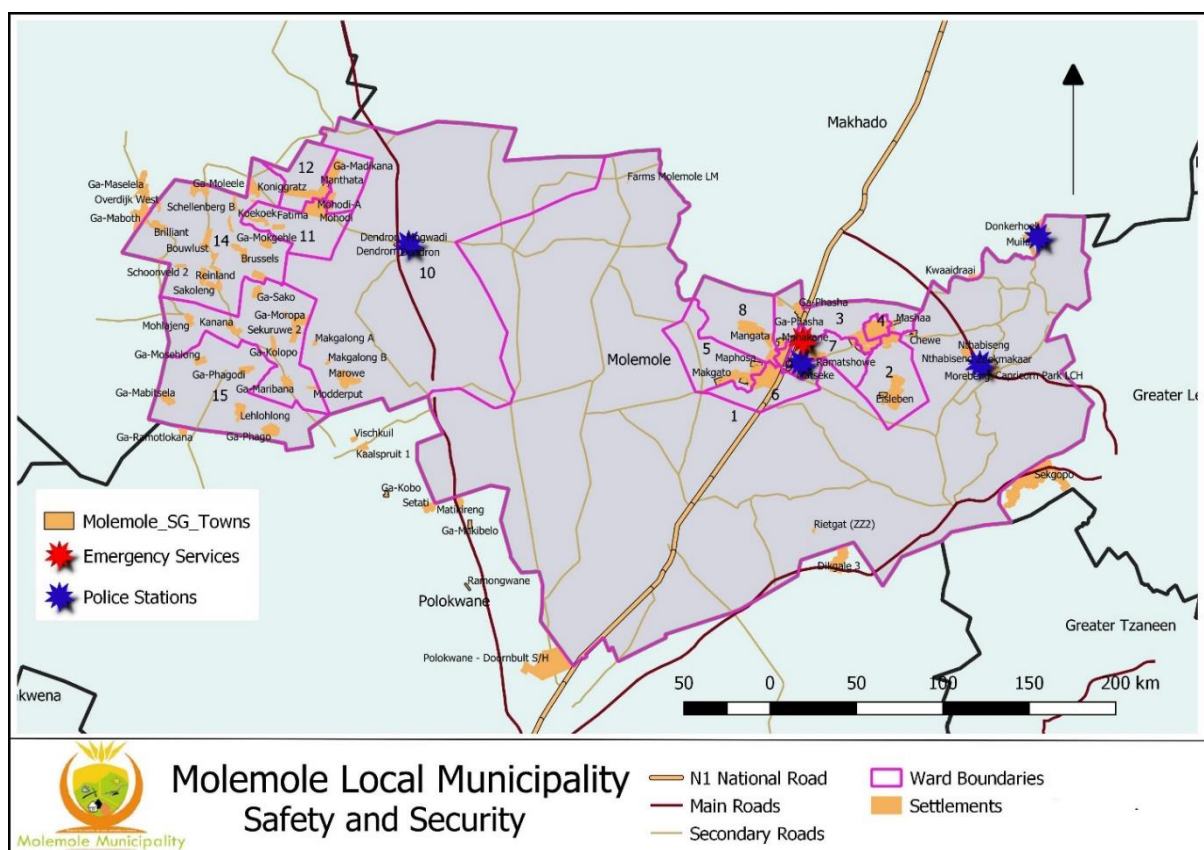 Makhado
Farms Molemole LM
12
Ga-Madikana
Manthata
Ga-Maselela
Ga-Moleele
Koniggratz
Overdijk West
Schellenberg B
Mohodi-A
Koekoek
Fatima
Mohodi
Ga-Maboth
Brilliant
14
Ga-Mokgehle
11
Bouwlust
Brussels
Schoonveld 2
Reinland
Sakoleng
10
Donkerhoek
Kwaaidraai
Ga-Sako
Ga-Moropa
Mohlajeng
Kanana
Sekuruwe 2
Makgalong A
Ga-Kolopo
Makgalong B
Ga-Phagodi
Marowe
Ga-Mabitsela
15
Ga-Maribana
Modderput
Lehlohlong
Ga-Ramotlokana
Ga-Phago
8
Ga-Phasha
3
4
Mashaa
Mangata
5
7
Chewe
Nthabiseng
Molemole
Maphosa
Ramatshowe
Makgato
2
Capricorn Park LCH
Eisleben
6
1
Greater Le
Vischkuil
Kaalspruit 1
Ga-Kobo
Setati
Matikireng
Ga-Makibelo
Sekgopo
Rietgat (ZZ2)
Dikgale 3
Ramongwane
Polokwane
Greater Tzaneen
Polokwane - Doornbult S/H
akwena
Molemole_SG_Towns
Emergency Services
Police Stations
50 0 50 100 150 200 km
Molemole Local Municipality
Safety and Security
Molemole Municipality
N1 National Road
Main Roads
Secondary Roads
Ward Boundaries
Settlements